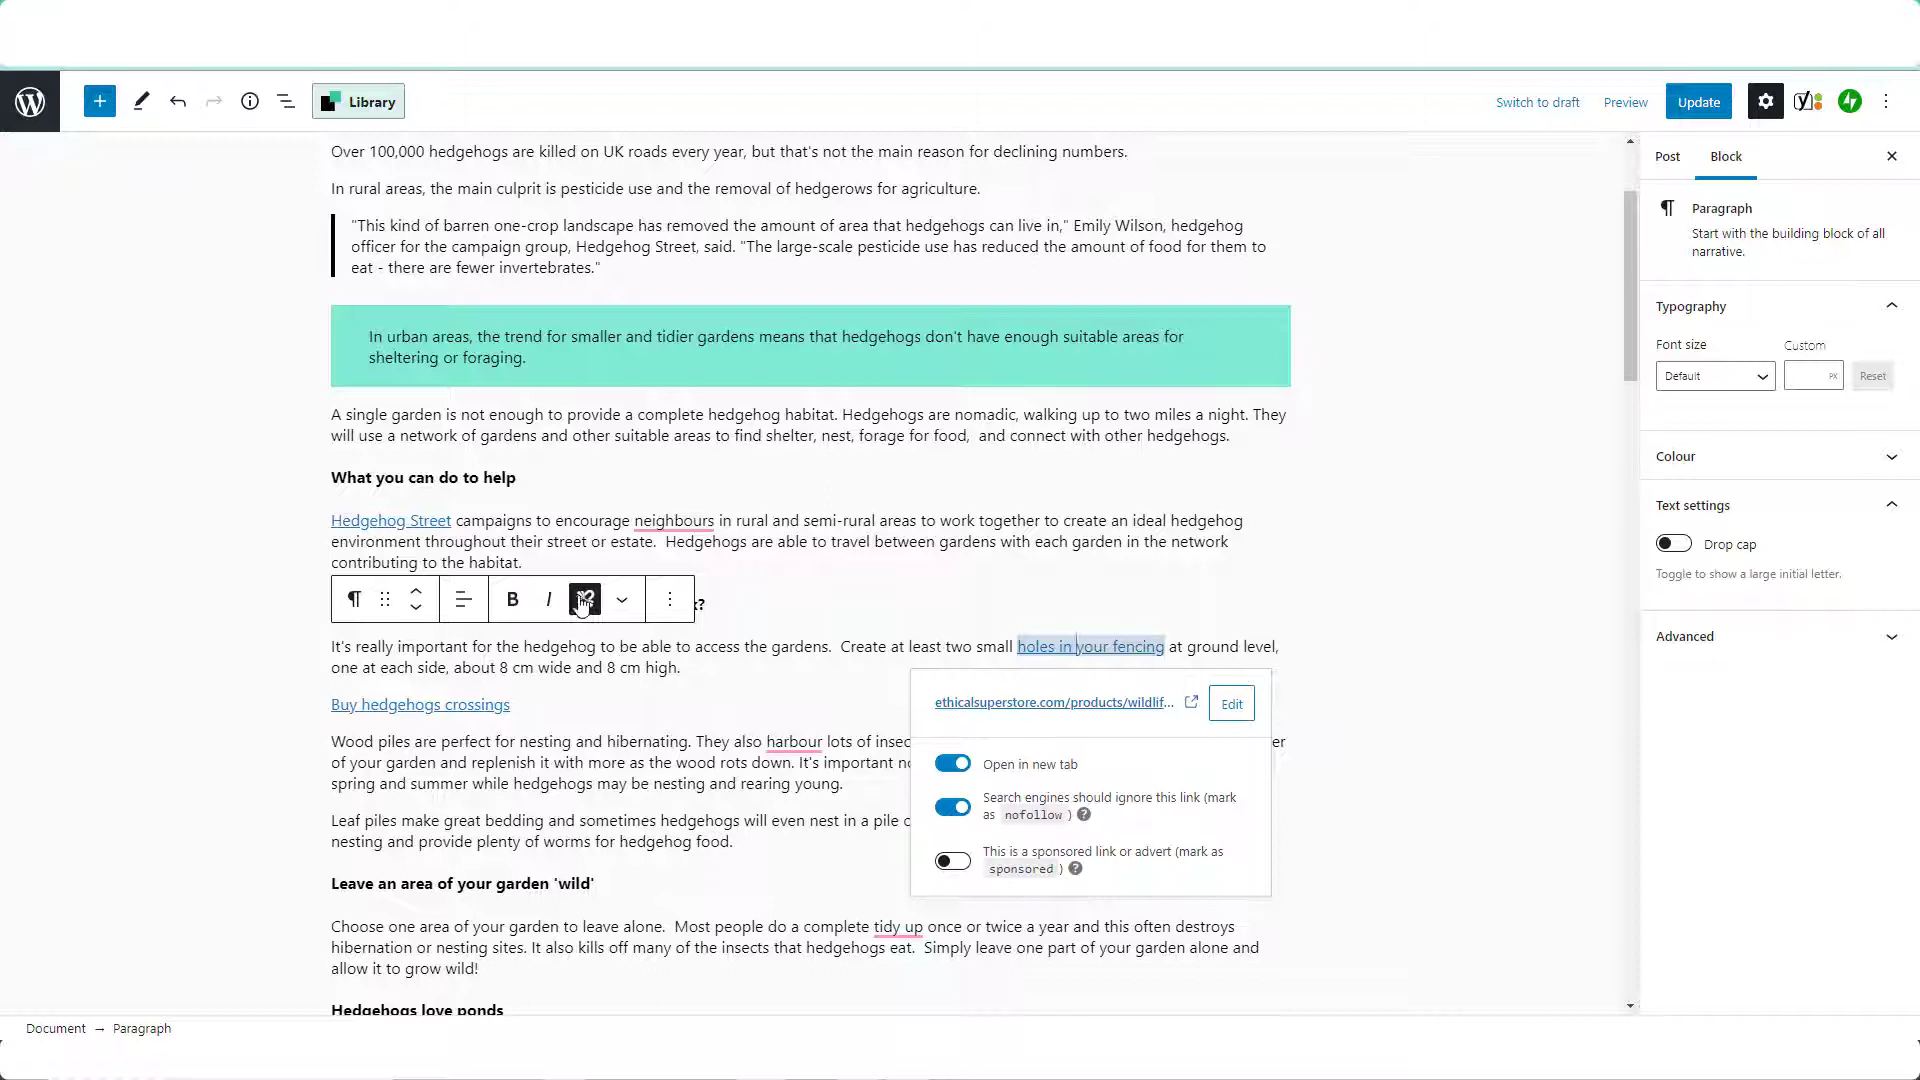 Library
Switch to draft
Preview
Update
Over 100,000 hedgehogs are killed on UK roads every year, but that's not the main reason for declining numbers.
In rural areas, the main culprit is pesticide use and the removal of hedgerows for agriculture.
"This kind of barren one-crop landscape has removed the amount of area that hedgehogs can live in," Emily Wilson, hedgehog
officer for the campaign group, Hedgehog Street, said. "The large-scale pesticide use has reduced the amount of food for them to
eat - there are fewer invertebrates."
In urban areas, the trend for smaller and tidier gardens means that hedgehogs don't have enough suitable areas for
sheltering or foraging.
A single garden is not enough to provide a complete hedgehog habitat. Hedgehogs are nomadic, walking up to two miles a night. They
will use a network of gardens and other suitable areas to find shelter, nest, forage for food,  and connect with other hedgehogs.
What you can do to help
Hedgehog Street campaigns to encourage neighbours in rural and semi-rural areas to work together to create an ideal hedgehog
environment throughout their street or estate.  Hedgehogs are able to travel between gardens with each garden in the network
contributing to the habitat.
B I
?
It's really important for the hedgehog to be able to access the gardens.  Create at least two small holes in your fencing at ground level,
one at each side, about 8 cm wide and 8 cm high.
ethicalsuperstore.com/products/wildlif...
Edit
Buy hedgehogs crossings
Wood piles are perfect for nesting and hibernating. They also harbour lots of insec
of your garden and replenish it with more as the wood rots down. It's important
spring and summer while hedgehogs may be nesting and rearing young.
Open in new tab
Search engines should ignore this link (mark
as nofollow )
This is a sponsored link or advert (mark as
sponsored )
Leaf piles make great bedding and sometimes hedgehogs will even nest in a pile
nesting and provide plenty of worms for hedgehog food.
Leave an area of your garden 'wild'
Choose one area of your garden to leave alone.  Most people do a complete tidy up once or twice a year and this often destroys
hibernation or nesting sites. It also kills off many of the insects that hedgehogs eat.  Simply leave one part of your garden alone and
allow it to grow wild!
Hedgehogs love ponds
Document → Paragraph
Post
Block
Paragraph
Start with the building block of all
narrative.
Typography
Font size
Custom
Default
PX
Reset
Colour
Text settings
Drop cap
Toggle to show a large initial letter.
Advanced